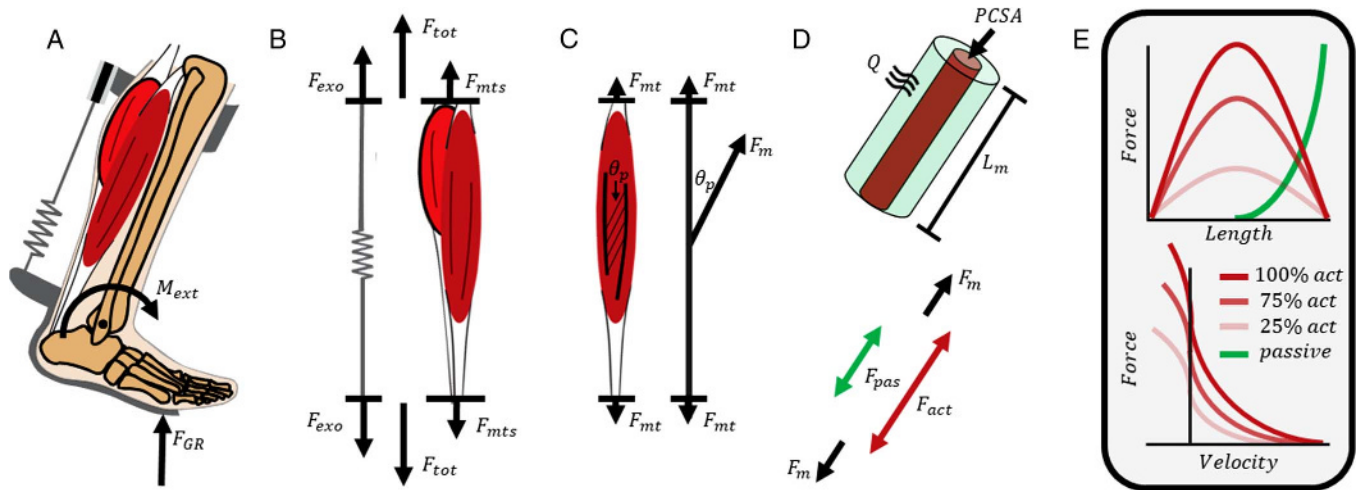 A
M_ext
F_GR
B
F_tot
F_exo
F_mts
F_exo
F_mts
F_tot
C
F_mt
F_mt
F_m
θ_p
θ_p
F_mt
F_mt
D
PCSA
Q
L_m
F_m
F_pas
F_act
F_m
E
Force
Length
100% act
75% act
25% act
passive
Force
Velocity